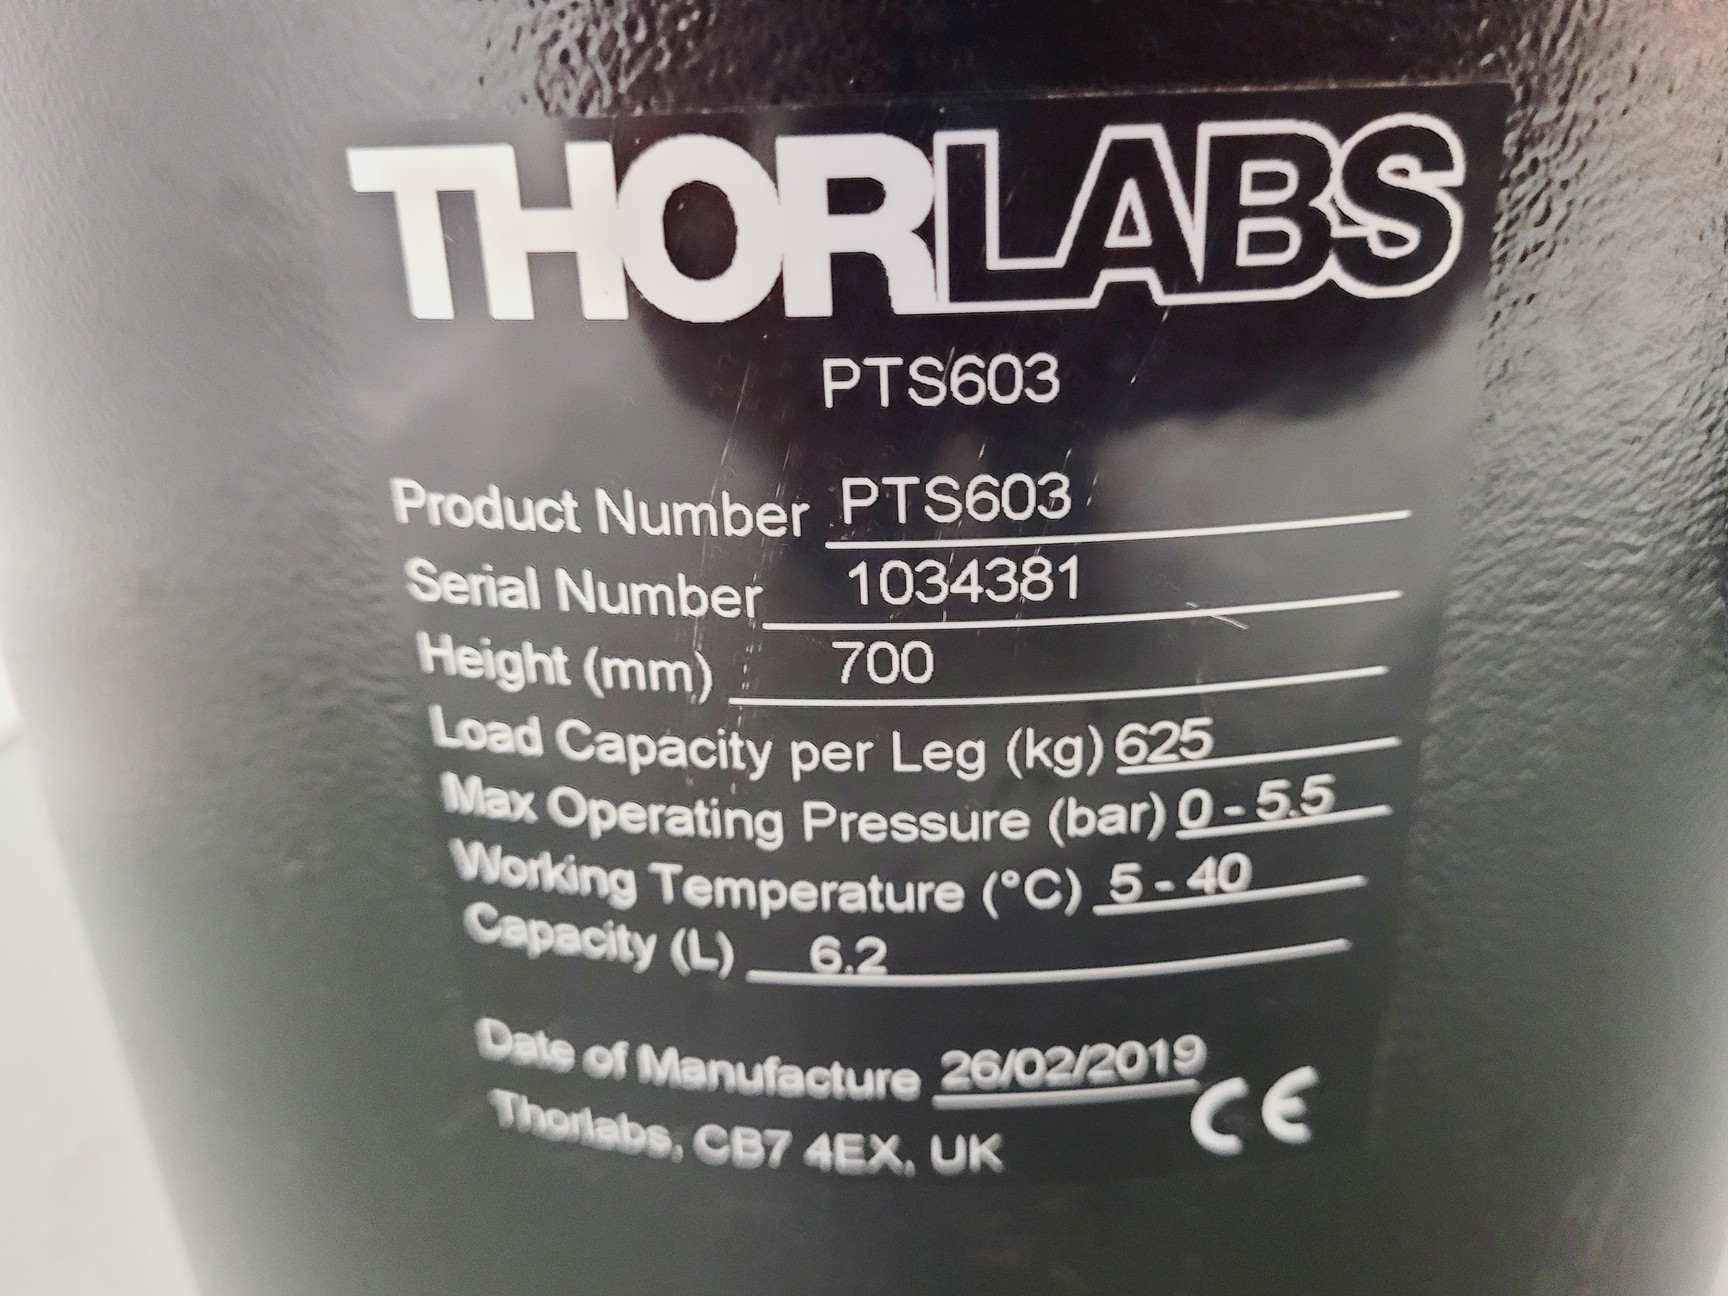 THORLABS
PTS603
Product Number PTS603
Serial Number 1034381
Height (mm) 700
Load Capacity per Leg (kg) 625
Max Operating Pressure (bar) 0 - 5.5
Working Temperature (°C) 5 - 40
Capacity (L) 6.2
Date of Manufacture 26/02/2019
Thorlabs, CB7 4EX, UK
CE